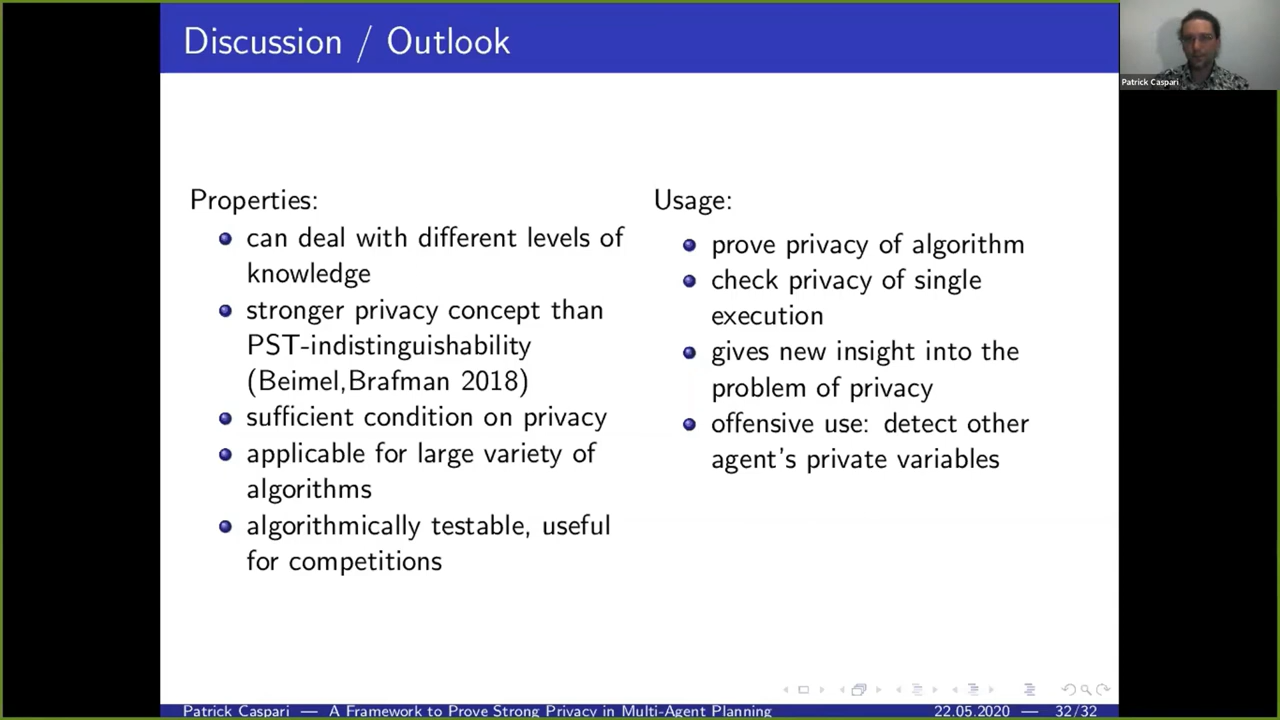 Discussion / Outlook
Patrick Caspari
Properties:
can deal with different levels of
knowledge
stronger privacy concept than
PST-indistinguishability
(Beimel,Brafman 2018)
sufficient condition on privacy
applicable for large variety of
algorithms
algorithmically testable, useful
for competitions
Usage:
prove privacy of algorithm
check privacy of single
execution
gives new insight into the
problem of privacy
offensive use: detect other
agent's private variables
Patrick Caspari — A Framework to Prove Strong Privacy in Multi-Agent Planning 22.05.2020 — 32/32